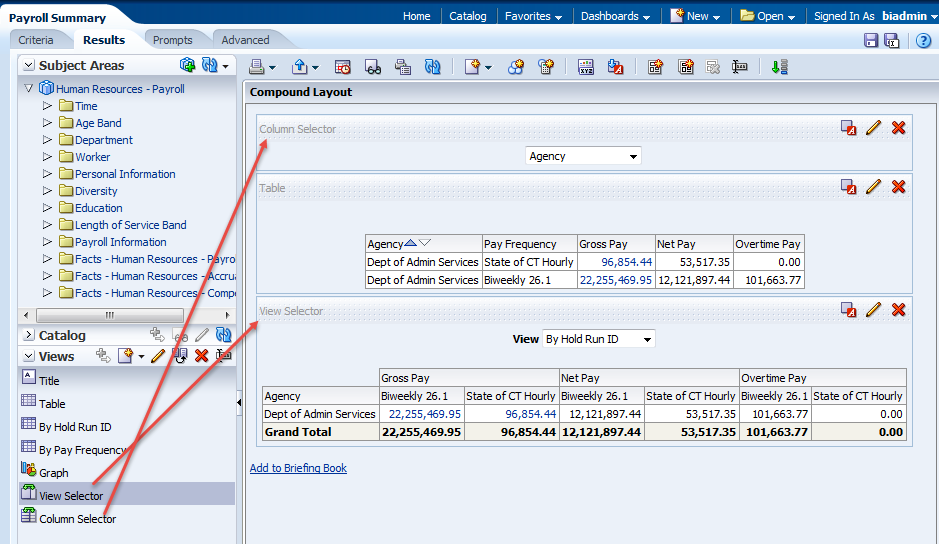 Payroll Summary
Home Catalog Favorites Dashboards New Open Signed In As biadmin
Criteria Results Prompts Advanced
Subject Areas
Human Resources - Payroll
Time
Age Band
Department
Worker
Personal Information
Diversity
Education
Length of Service Band
Payroll Information
Facts - Human Resources - Payro
Facts - Human Resources - Accru
Facts - Human Resources - Compe
Catalog
Views
Title
Table
By Hold Run ID
By Pay Frequency
Graph
View Selector
Column Selector
Compound Layout
Column Selector
Agency
Table
Agency Pay Frequency Gross Pay Net Pay Overtime Pay
Dept of Admin Services State of CT Hourly 96,854.44 53,517.35 0.00
Dept of Admin Services Biweekly 26.1 22,255,469.95 12,121,897.44 101,663.77
View Selector
View By Hold Run ID
Gross Pay Net Pay Overtime Pay
Agency Biweekly 26.1 State of CT Hourly Biweekly 26.1 State of CT Hourly Biweekly 26.1 State of CT Hourly
Dept of Admin Services 22,255,469.95 96,854.44 12,121,897.44 53,517.35 101,663.77 0.00
Grand Total 22,255,469.95 96,854.44 12,121,897.44 53,517.35 101,663.77 0.00
Add to Briefing Book